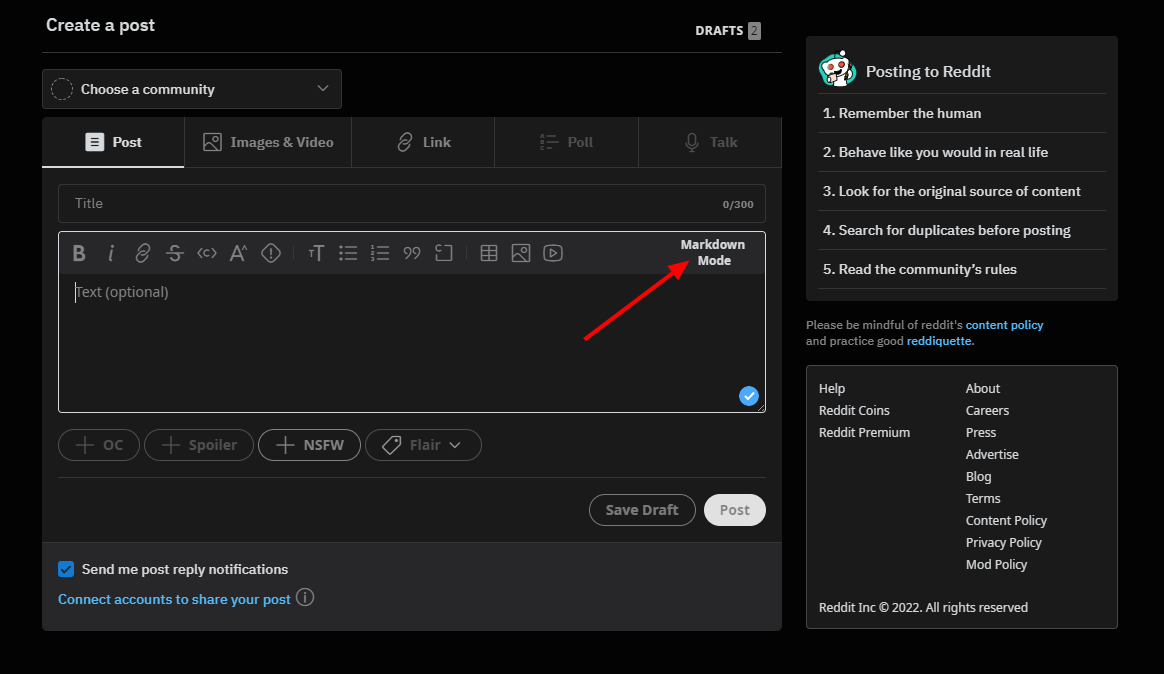 Create a post
DRAFTS 2
Choose a community
Post
Images & Video
Link
Poll
Talk
Title
0/300
Markdown
Mode
Text (optional)
OC
Spoiler
NSFW
Flair
Save Draft
Post
Send me post reply notifications
Connect accounts to share your post
Posting to Reddit
1. Remember the human
2. Behave like you would in real life
3. Look for the original source of content
4. Search for duplicates before posting
5. Read the community’s rules
Please be mindful of reddit's content policy
and practice good reddiquette.
Help
Reddit Coins
Reddit Premium
About
Careers
Press
Advertise
Blog
Terms
Content Policy
Privacy Policy
Mod Policy
Reddit Inc © 2022. All rights reserved